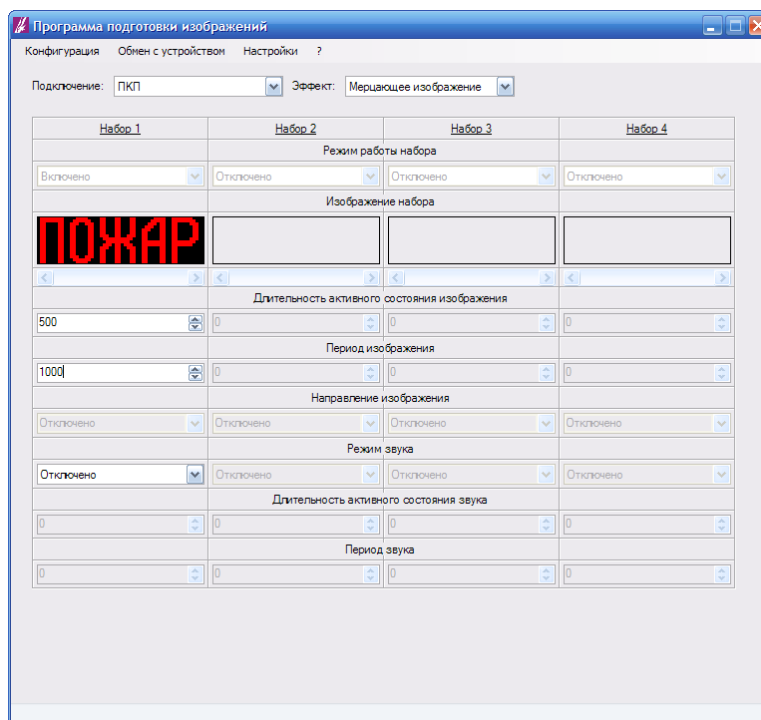 Программа подготовки изображений
Конфигурация Обмен с устройством Настройки ?
Подключение: ПКП Эффект: Мерцающее изображение
Набор 1 Набор 2 Набор 3 Набор 4
Режим работы набора
Включено Отключено Отключено Отключено
Изображение набора
ПОЖАР
Длительность активного состояния изображения
500 0 0 0
Период изображения
1000 0 0 0
Направление изображения
Отключено Отключено Отключено Отключено
Режим звука
Отключено Отключено Отключено Отключено
Длительность активного состояния звука
0 0 0 0
Период звука
0 0 0 0